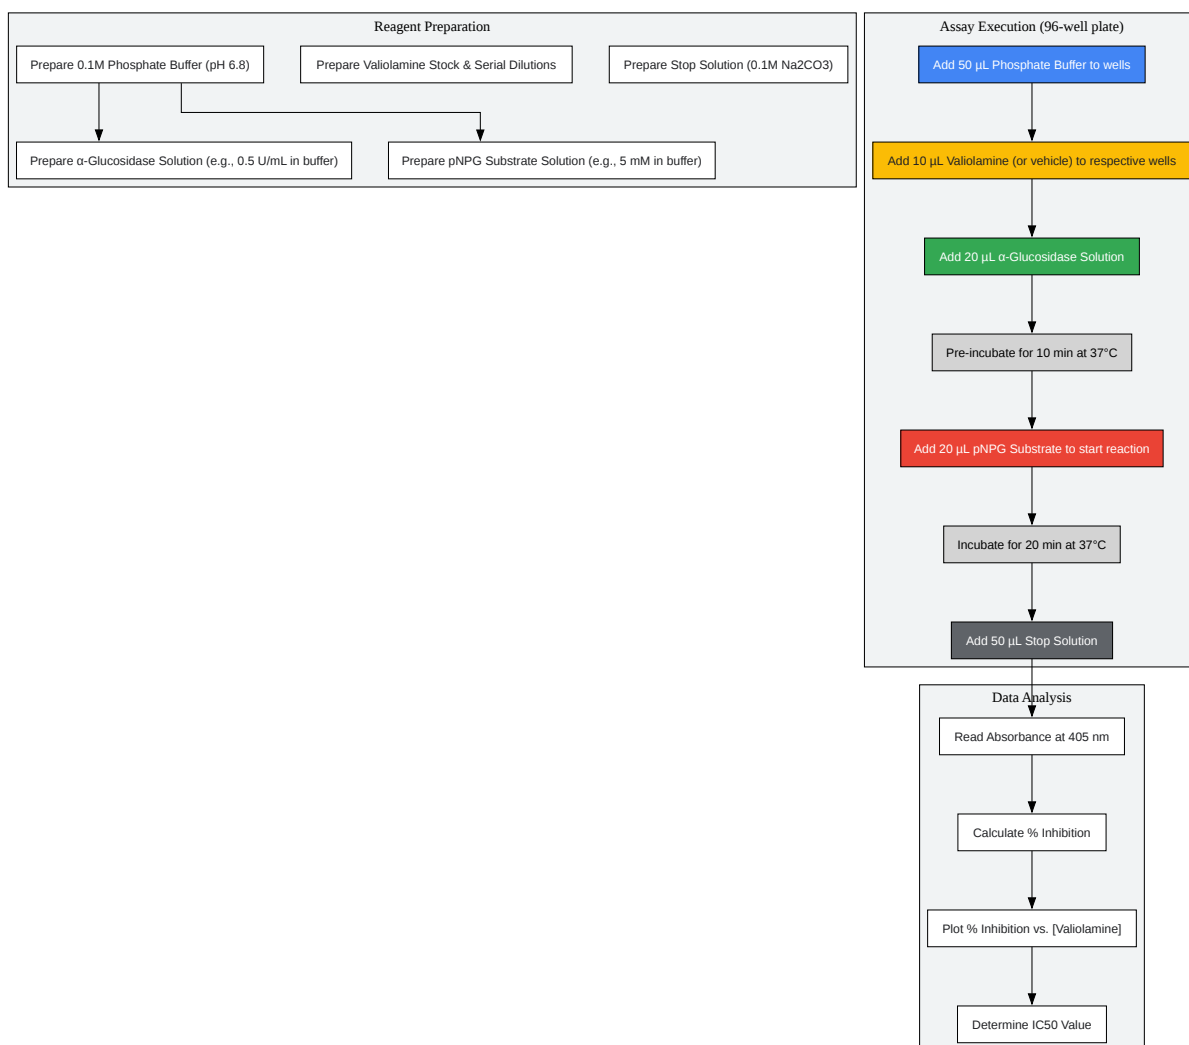 Reagent Preparation
Prepare 0.1M Phosphate Buffer (pH 6.8)
Prepare Valiolamine Stock & Serial Dilutions
Prepare Stop Solution (0.1M Na2CO3)
Prepare α-Glucosidase Solution (e.g., 0.5 U/mL in buffer)
Prepare pNPG Substrate Solution (e.g., 5 mM in buffer)
Assay Execution (96-well plate)
Add 50 µL Phosphate Buffer to wells
Add 10 µL Valiolamine (or vehicle) to respective wells
Add 20 µL α-Glucosidase Solution
Pre-incubate for 10 min at 37°C
Add 20 µL pNPG Substrate to start reaction
Incubate for 20 min at 37°C
Add 50 µL Stop Solution
Data Analysis
Read Absorbance at 405 nm
Calculate % Inhibition
Plot % Inhibition vs. [Valiolamine]
Determine IC50 Value